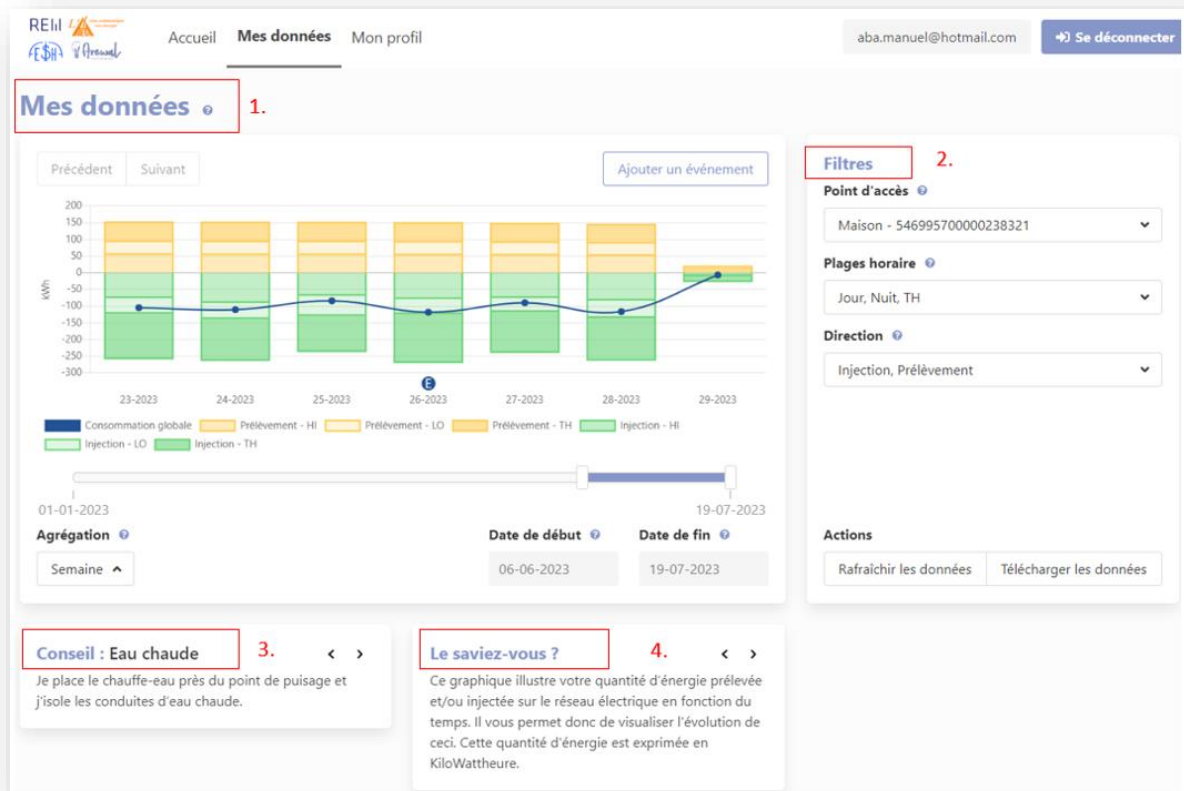 REW
FE$H Arewal
Accueil Mes données Mon profil
aba.manuel@hotmail.com
Se déconnecter
Mes données ?
1.
Précédent Suivant
Ajouter un événement
kWh
200
150
100
50
0
-50
-100
-150
-200
-250
-300
E
23-2023 24-2023 25-2023 26-2023 27-2023 28-2023 29-2023
Consommation globale Prélèvement - HI Prélèvement - LO Prélèvement - TH Injection - HI
Injection - LO Injection - TH
01-01-2023 19-07-2023
Agrégation ?
Semaine
Date de début ? Date de fin ?
06-06-2023 19-07-2023
Filtres
2.
Point d'accès ?
Maison - 546995700000238321
Plages horaire ?
Jour, Nuit, TH
Direction ?
Injection, Prélèvement
Actions
Rafraîchir les données Télécharger les données
Conseil : Eau chaude
3.
< >
Je place le chauffe-eau près du point de puisage et
j'isole les conduites d'eau chaude.
Le saviez-vous ?
4.
< >
Ce graphique illustre votre quantité d'énergie prélevée
et/ou injectée sur le réseau électrique en fonction du
temps. Il vous permet donc de visualiser l'évolution de
ceci. Cette quantité d'énergie est exprimée en
KiloWattheure.